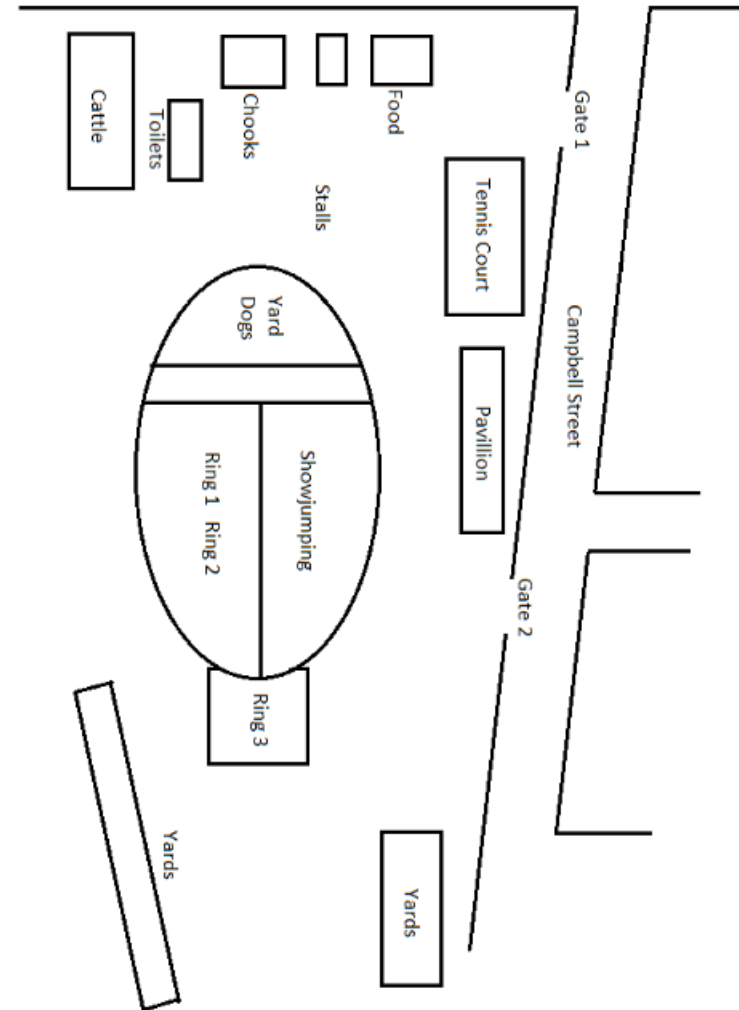 Gate 1
Campbell Street
Gate 2
Tennis Court
Pavillion
Yards
Food
Stalls
Showjumping
Yard
Dogs
Ring 3
Chooks
Ring 1 Ring 2
Yards
Toilets
Cattle